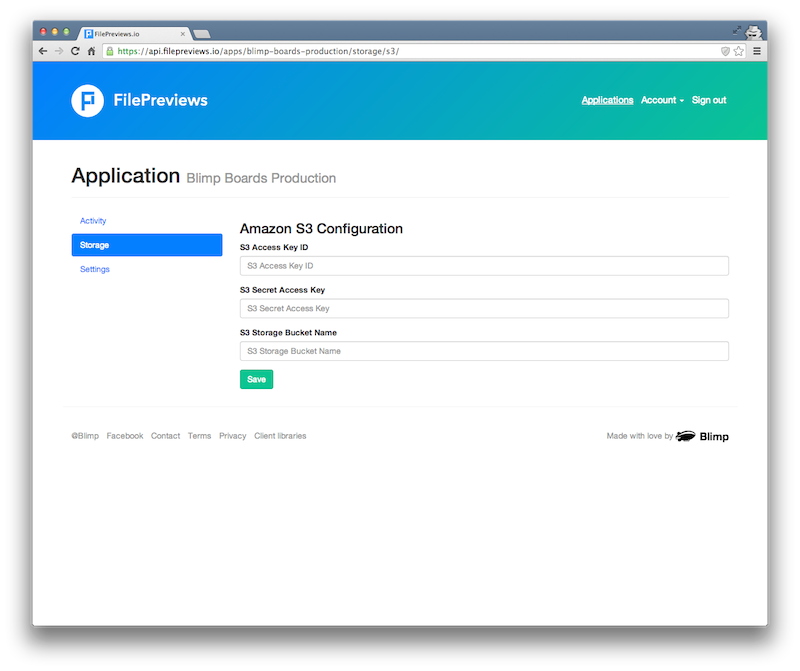 FilePreviews.io
https://api.filepreviews.io/apps/blimp-boards-production/storage/s3/
FilePreviews
Applications Account Sign out
Application Blimp Boards Production
Activity
Storage
Settings
Amazon S3 Configuration
S3 Access Key ID
S3 Access Key ID
S3 Secret Access Key
S3 Secret Access Key
S3 Storage Bucket Name
S3 Storage Bucket Name
Save
@Blimp Facebook Contact Terms Privacy Client libraries
Made with love by Blimp